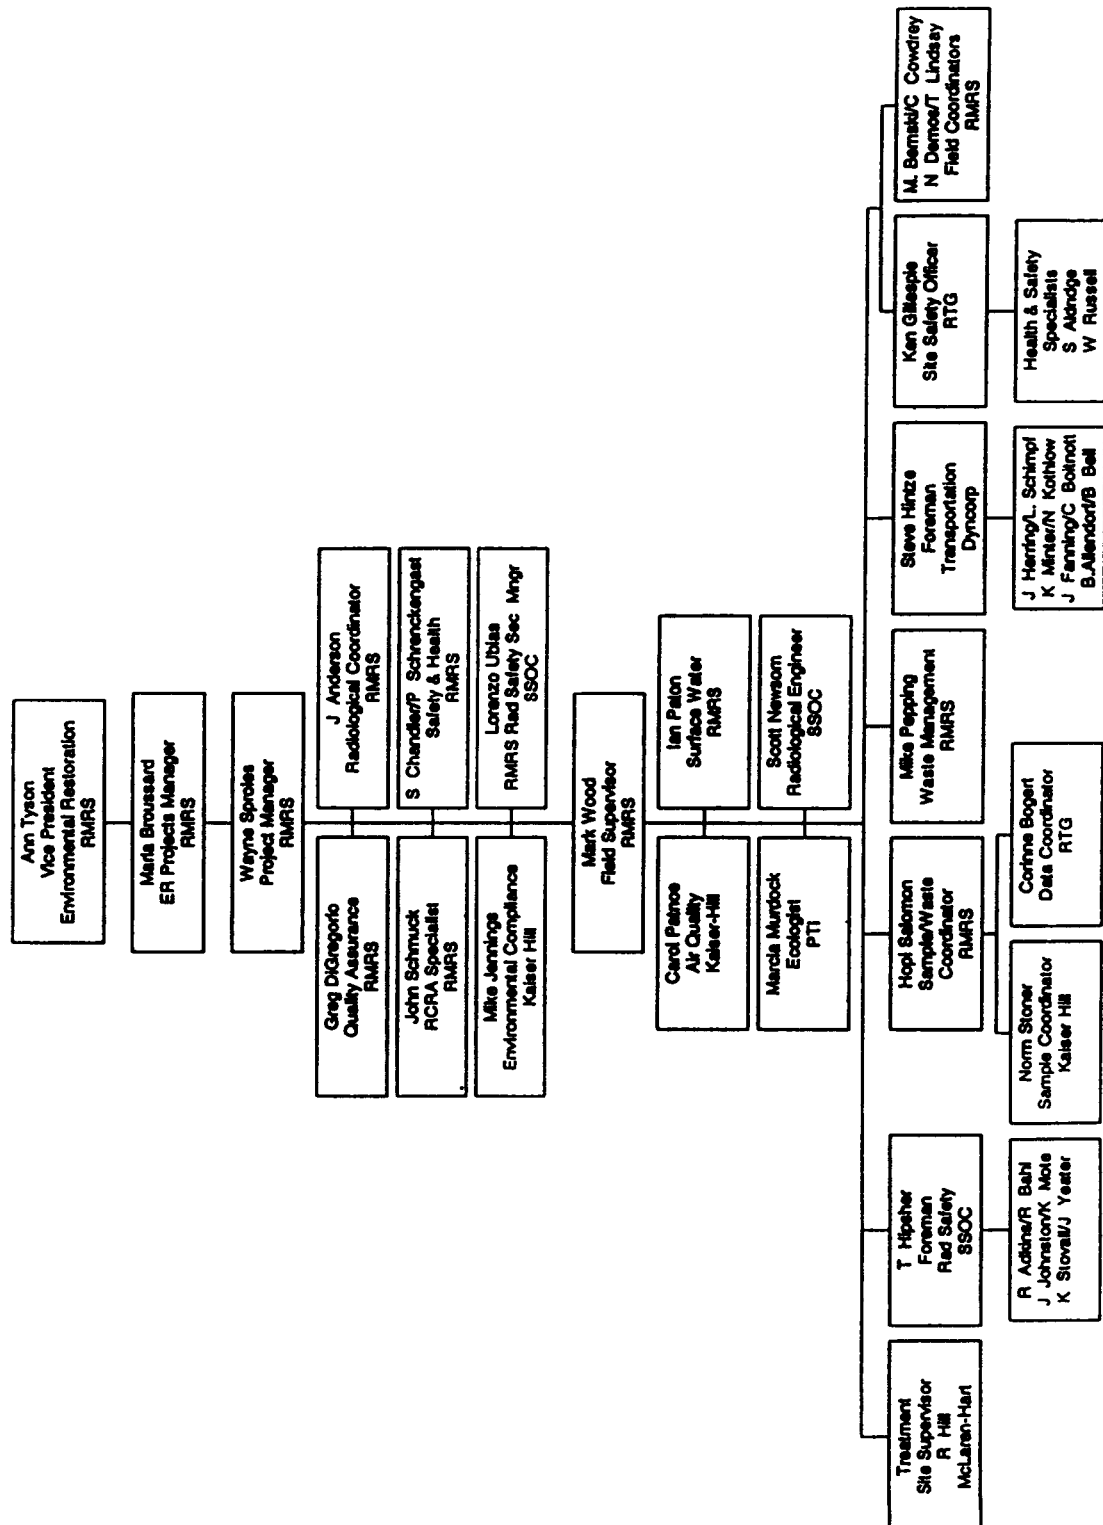 Ann Tyson
Vice President
Environmental Restoration
RMRS
Marla Broussard
ER Projects Manager
RMRS
Wayne Sproles
Project Manager
RMRS
Greg DiGregorio
Quality Assurance
RMRS
J Anderson
Radiological Coordinator
RMRS
John Schmuck
RCRA Specialist
RMRS
S Chandler/P Schrenckengast
Safety & Health
RMRS
Mike Jennings
Environmental Compliance
Kaiser Hill
Lorenzo Ublas
RMRS Rad Safety Sec Mngr
SSOC
Mark Wood
Field Supervisor
RMRS
Carol Patnoe
Air Quality
Kaiser-Hill
Ian Paton
Surface Water
RMRS
Marcia Murdock
Ecologist
PTI
Scott Newsom
Radiological Engineer
SSOC
Treatment
Site Supervisor
R Hill
McLaren-Hart
T Hipsher
Foreman
Rad Safety
SSOC
Hopi Salomon
Sample/Waste
Coordinator
RMRS
Mike Pepping
Waste Management
RMRS
Steve Hintze
Foreman
Transportation
Dyncorp
Ken Gillespie
Site Safety Officer
RTG
M. Bemski/C Cowdrey
N Demos/T Lindsay
Field Coordinators
RMRS
R Adkins/R Bahl
J Johnston/K Mote
K Stovall/J Yeater
Norm Stoner
Sample Coordinator
Kaiser Hill
Corinne Bogert
Data Coordinator
RTG
J Herring/L. Schimpf
K Minter/N Kothlow
J Fanning/C Boltnott
B.Allendorf/B Bell
Health & Safety
Specialists
S Aldridge
W Russell